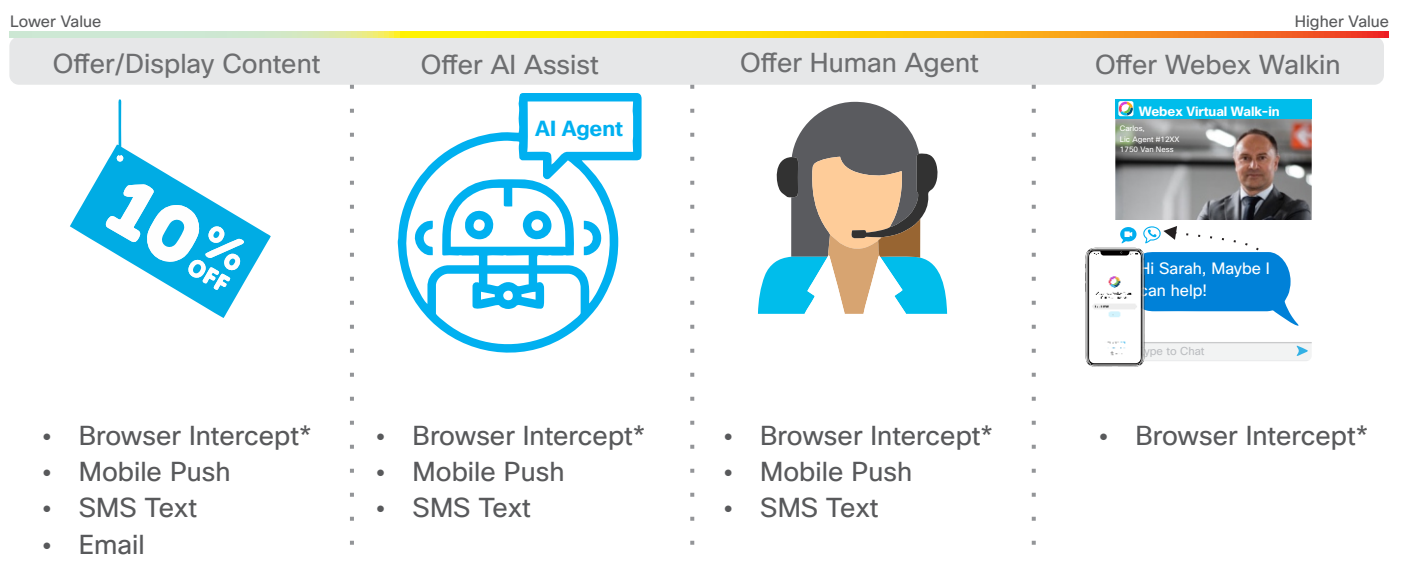 Lower Value
Higher Value
Offer/Display Content
Offer AI Assist
Offer Human Agent
Offer Webex Walkin
10%
OFF
AI Agent
Webex Virtual Walk-in
Carlos,
Lic Agent #12XX
1750 Van Ness
Hi Sarah, Maybe I
can help!
ype to Chat
• Browser Intercept*
• Mobile Push
• SMS Text
• Email
• Browser Intercept*
• Mobile Push
• SMS Text
• Browser Intercept*
• Mobile Push
• SMS Text
• Browser Intercept*